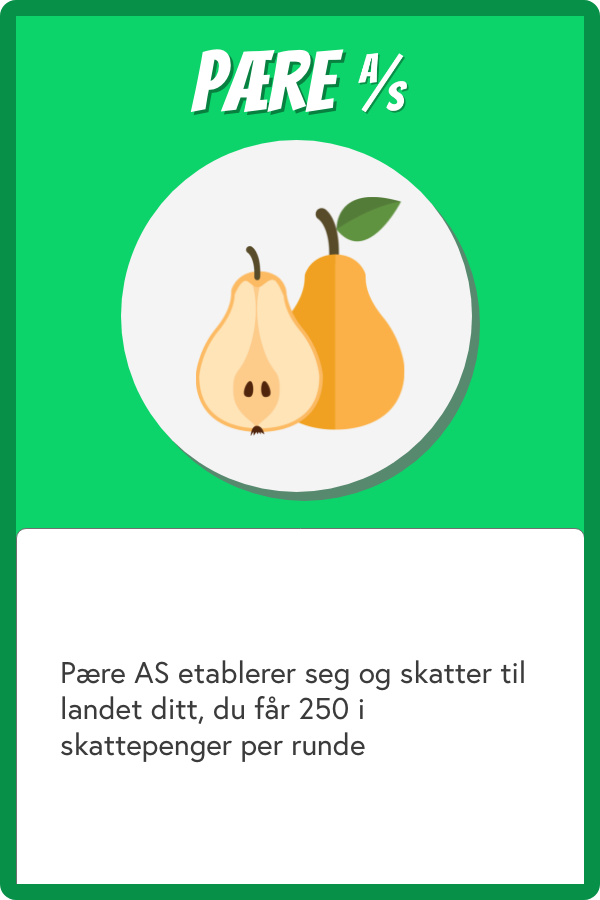 PÆRE A/S
Pære AS etablerer seg og skatter til
landet ditt, du får 250 i
skattepenger per runde